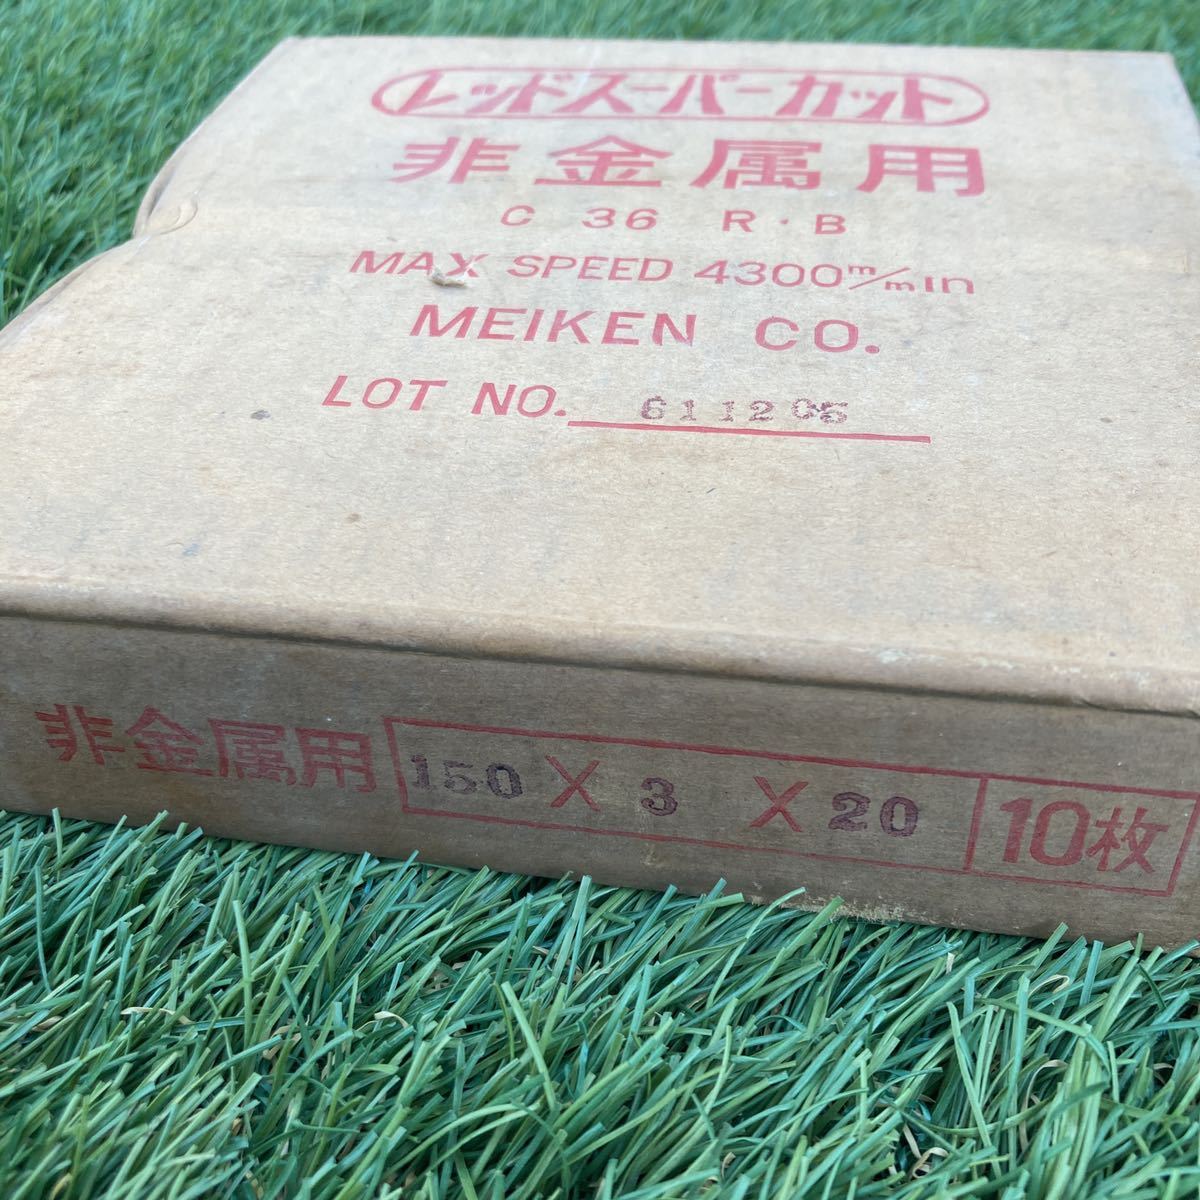 レッドスーパーカット
非金属用
C 36 R・B
MAX SPEED 4300m/min
MEIKEN CO.
LOT NO. 611205
非金属用 150 X 3 X 20 10枚